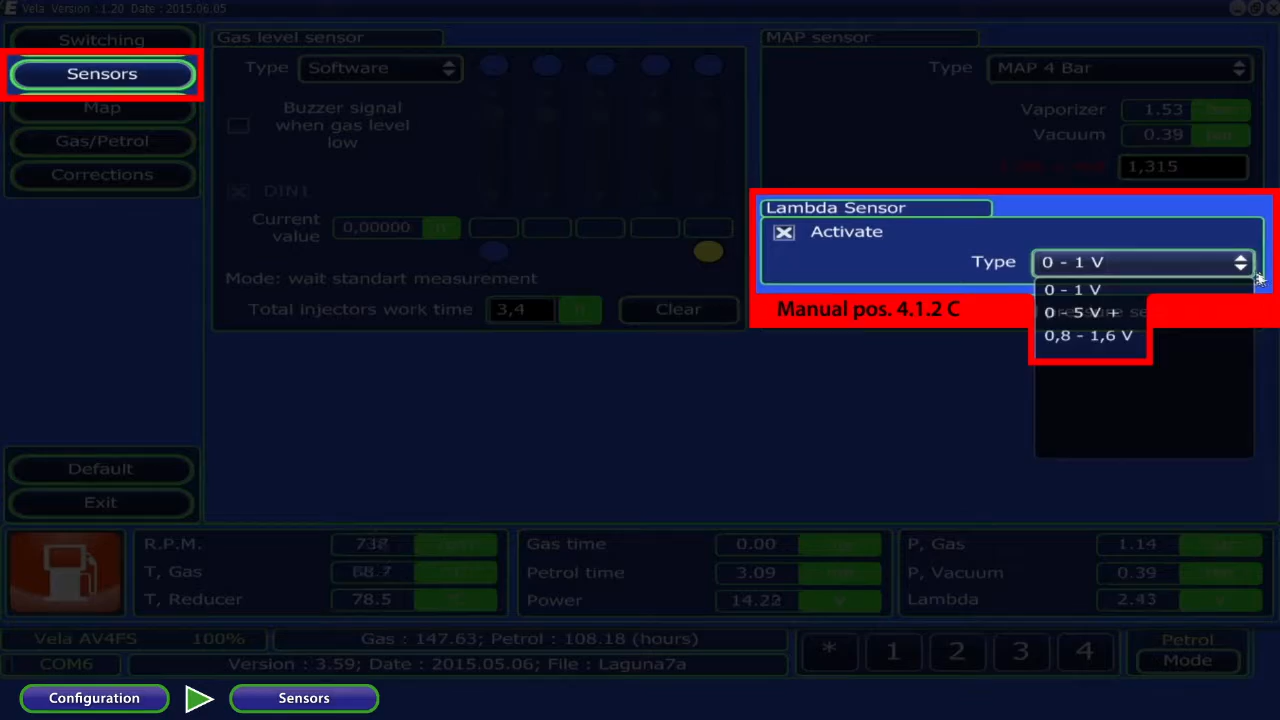 Vela Version : 1.20 Date : 2015.06.05
Switching
Sensors
Map
Gas/Petrol
Corrections
Default
Exit
Gas level sensor
Type Software
Buzzer signal
when gas level
low
DIN1
Current
value
0,00000
Mode: wait standart measurement
Total injectors work time 3,4 h Clear
MAP sensor
Type MAP 4 Bar
Vaporizer 1.53
Vacuum 0.39
1,315
Lambda Sensor
Activate
Type 0 - 1 V
0 - 1 V
0 - 5 V +
0,8 - 1,6 V
Manual pos. 4.1.2 C
R.P.M. 738
T, Gas 68.7
T, Reducer 78.5
Gas time 0.00
Petrol time 3.09
Power 14.22 V
P, Gas 1.14
P, Vacuum 0.39
Lambda 2.43 V
Vela AV4FS 100% Gas : 147.63; Petrol : 108.18 (hours)
COM6 Version : 3.59; Date : 2015.05.06; File : Laguna7a
* 1 2 3 4
Petrol
Mode
Configuration Sensors